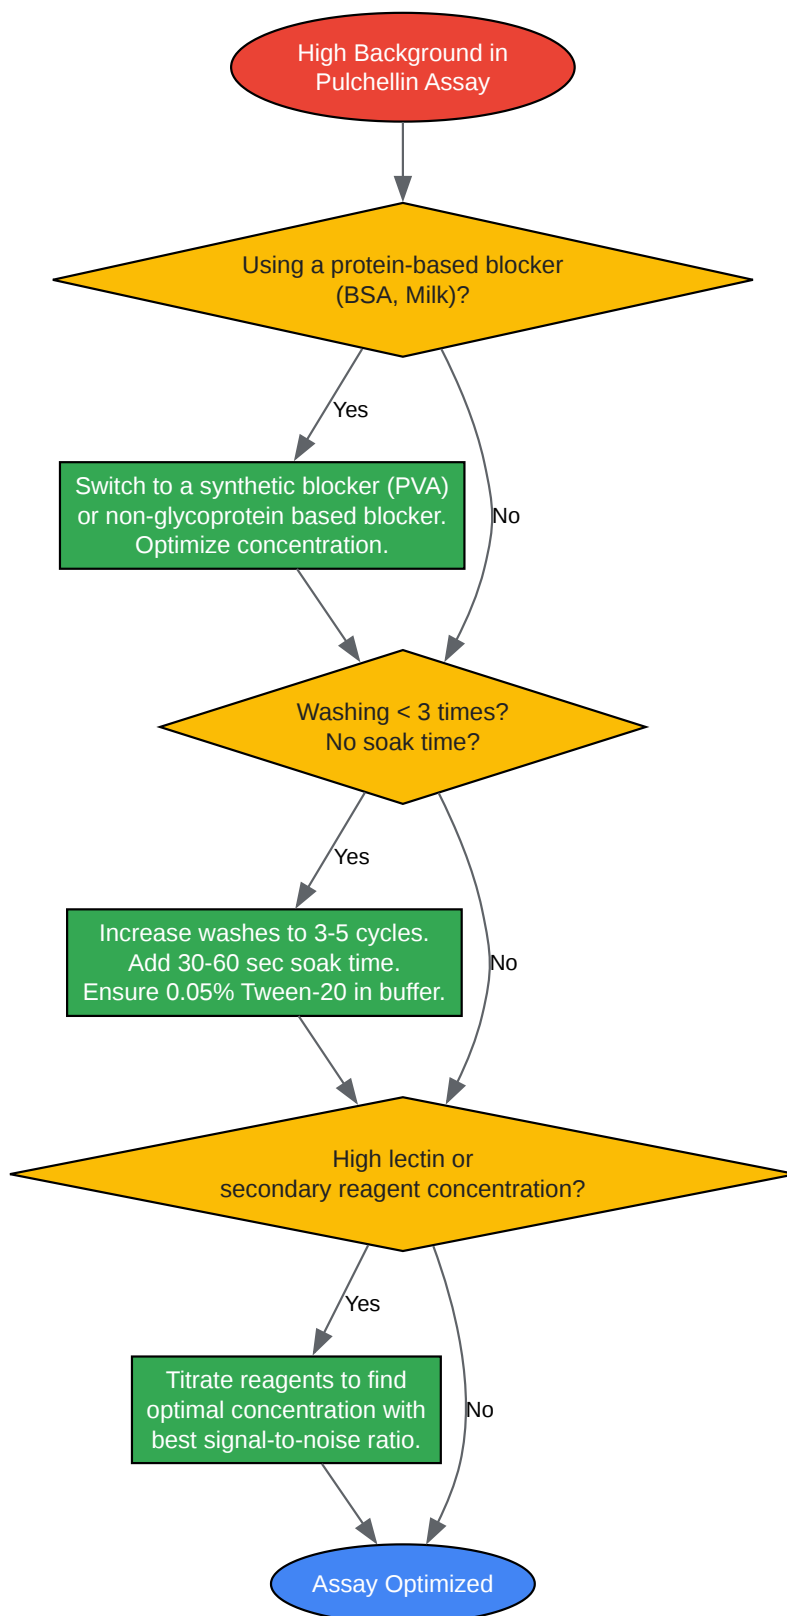 High Background in
Pulchellin Assay
Using a protein-based blocker
(BSA, Milk)?
Yes
Switch to a synthetic blocker (PVA)
or non-glycoprotein based blocker.
Optimize concentration.
No
Washing < 3 times?
No soak time?
Yes
Increase washes to 3-5 cycles.
Add 30-60 sec soak time.
Ensure 0.05% Tween-20 in buffer.
No
High lectin or
secondary reagent concentration?
Yes
Titrate reagents to find
optimal concentration with
best signal-to-noise ratio.
No
Assay Optimized